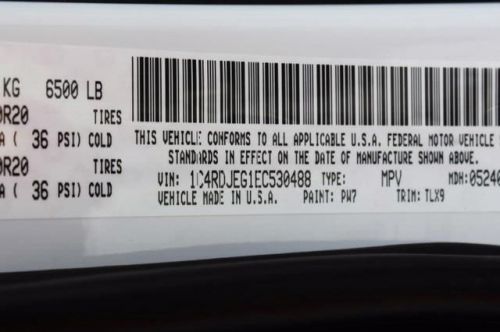 KG 6500 LB
0R20 TIRES
A ( 36 PSI) COLD
0R20 TIRES
A ( 36 PSI) COLD
THIS VEHICLE CONFORMS TO ALL APPLICABLE U.S.A. FEDERAL MOTOR VEHICLE
STANDARDS IN EFFECT ON THE DATE OF MANUFACTURE SHOWN ABOVE.
VIN: 1C4RDJEG1EC530488 TYPE: MPV MDH: 05240
VEHICLE MADE IN U.S.A. PAINT: PW7 TRIM: TLX9